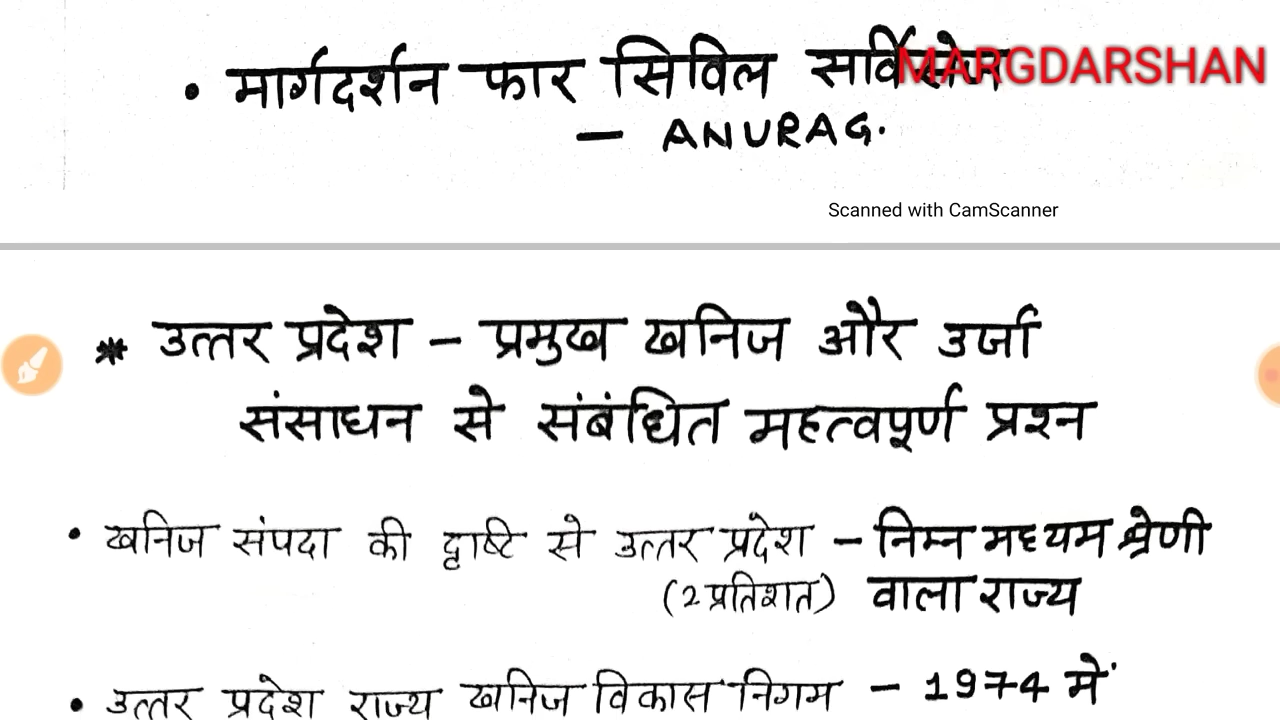 • मार्गदर्शन फार सिविल सर्विसेज
MARGDARSHAN
— ANURAG.
Scanned with CamScanner
* उत्तर प्रदेश – प्रमुख खनिज और उर्जा
संसाधन से संबंधित महत्वपूर्ण प्रश्न
• खनिज संपदा की दृष्टि से उत्तर प्रदेश – निम्न मध्यम श्रेणी
(2 प्रतिशत) वाला राज्य
• उत्तर प्रदेश राज्य खनिज विकास निगम – 1974 में